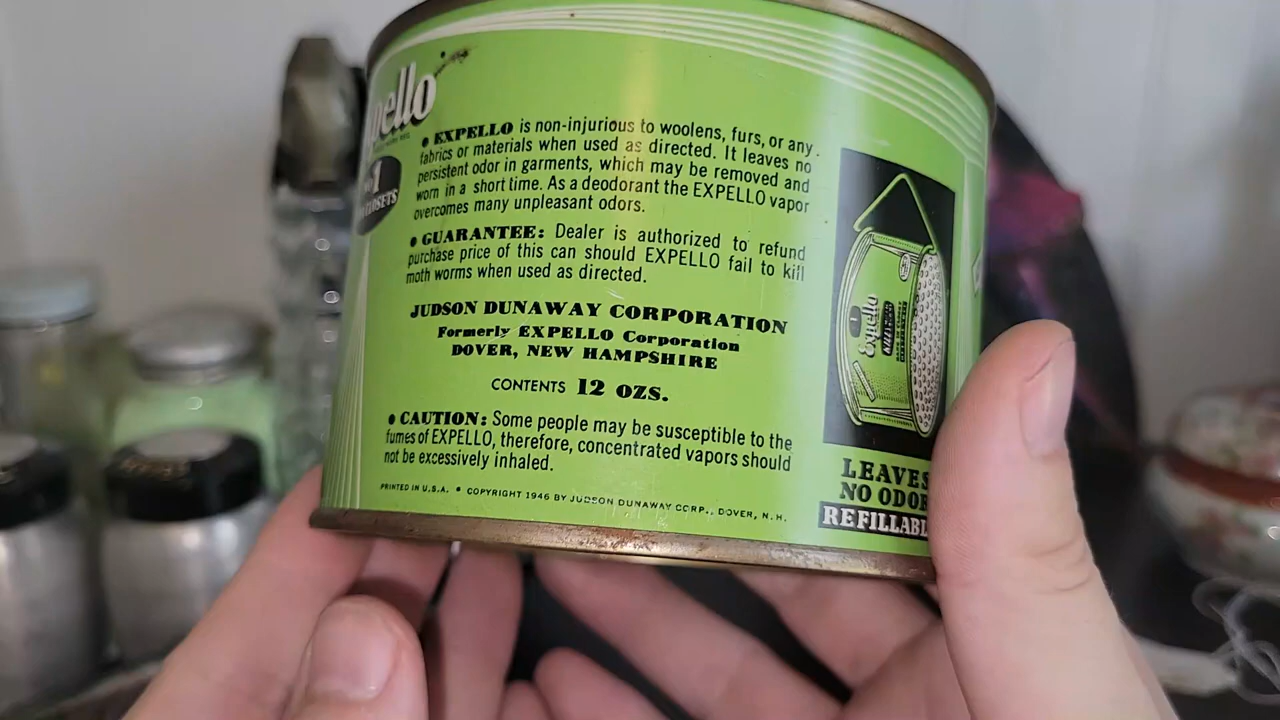 pello
1
CLOSETS
• EXPELLO is non-injurious to woolens, furs, or any
fabrics or materials when used as directed. It leaves no
persistent odor in garments, which may be removed and
worn in a short time. As a deodorant the EXPELLO vapor
overcomes many unpleasant odors.
• GUARANTEE: Dealer is authorized to refund
purchase price of this can should EXPELLO fail to kill
moth worms when used as directed.
JUDSON DUNAWAY CORPORATION
Formerly EXPELLO Corporation
DOVER, NEW HAMPSHIRE
CONTENTS 12 OZS.
• CAUTION: Some people may be susceptible to the
fumes of EXPELLO, therefore, concentrated vapors should
not be excessively inhaled.
PRINTED IN U.S.A. • COPYRIGHT 1946 BY JUDSON DUNAWAY CORP., DOVER, N.H.
Expello
LEAVES
NO ODOR
REFILLABL